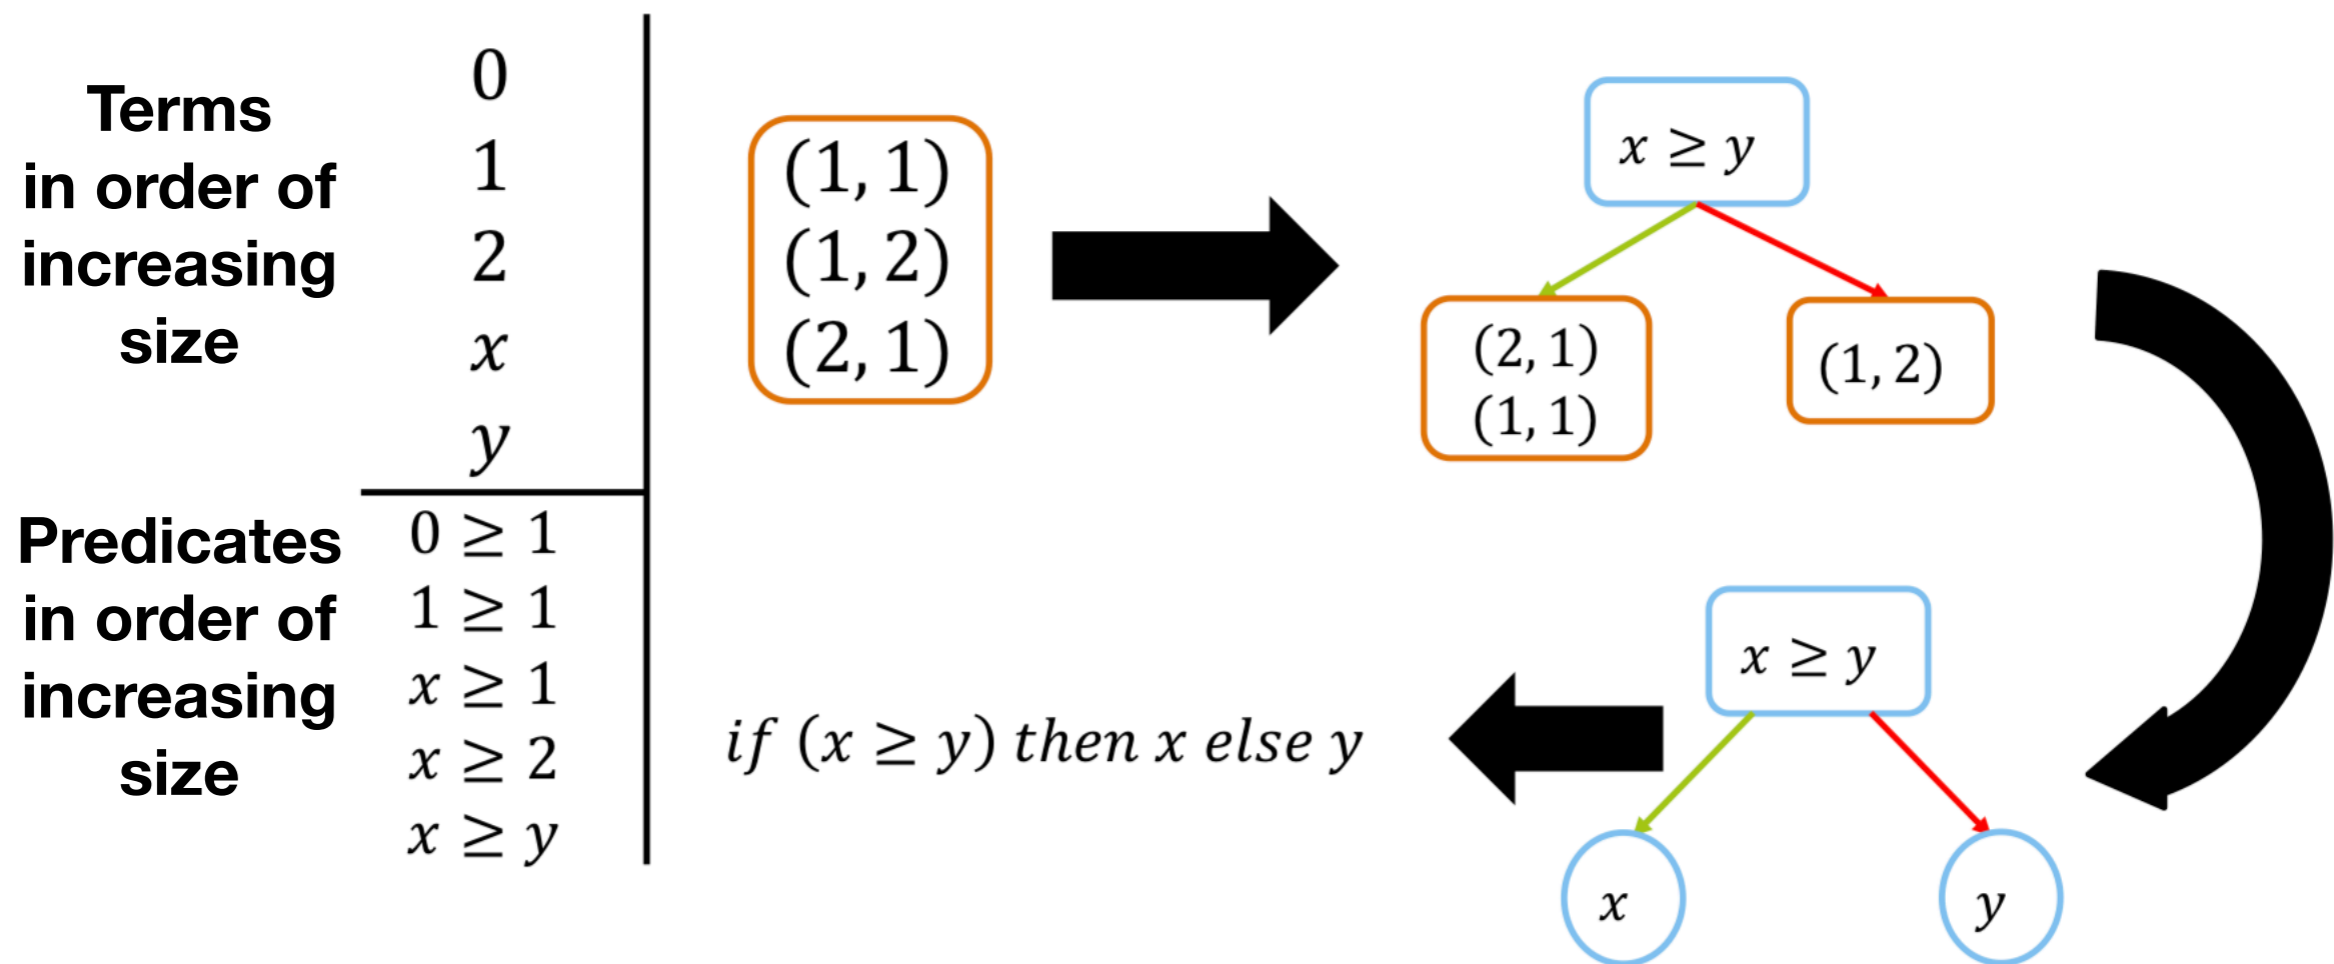 Terms
in order of
increasing
size
0
1
2
x
y
Predicates
in order of
increasing
size
0 ≥ 1
1 ≥ 1
x ≥ 1
x ≥ 2
x ≥ y
(1, 1)
(1, 2)
(2, 1)
x ≥ y
(2, 1)
(1, 1)
(1, 2)
x ≥ y
x
y
if (x ≥ y) then x else y